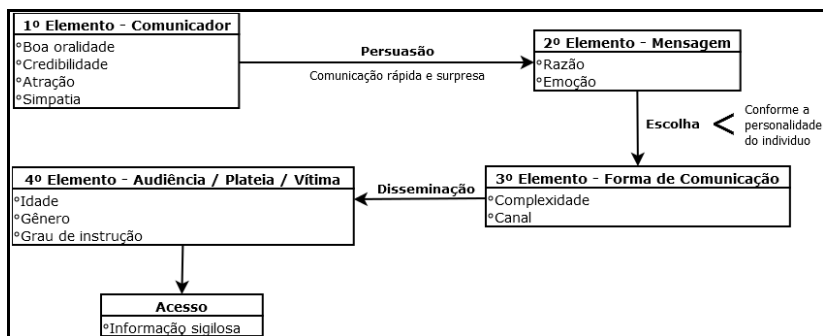 1º Elemento - Comunicador
°Boa oralidade
°Credibilidade
°Atração
°Simpatia
Persuasão
Comunicação rápida e surpresa
2º Elemento - Mensagem
°Razão
°Emoção
Escolha
<
Conforme a
personalidade
do individuo
3º Elemento - Forma de Comunicação
°Complexidade
°Canal
Disseminação
4º Elemento - Audiência / Plateia / Vítima
°Idade
°Gênero
°Grau de instrução
Acesso
°Informação sigilosa